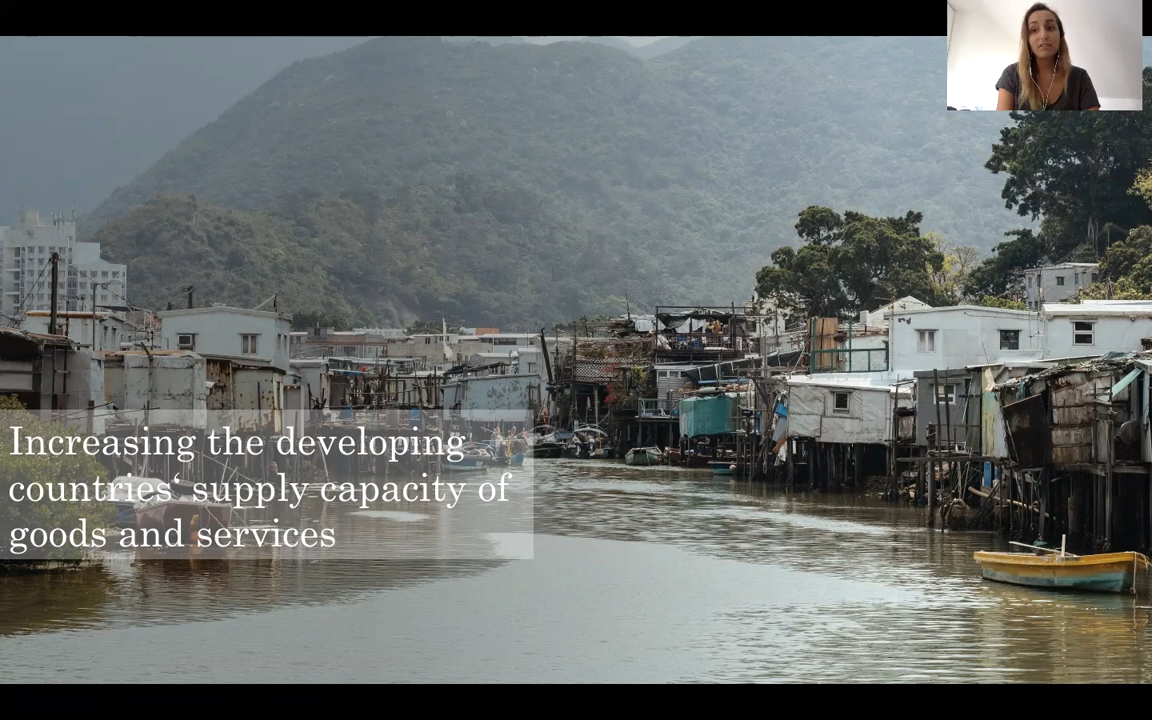 Increasing the developing
countries‘ supply capacity of
goods and services